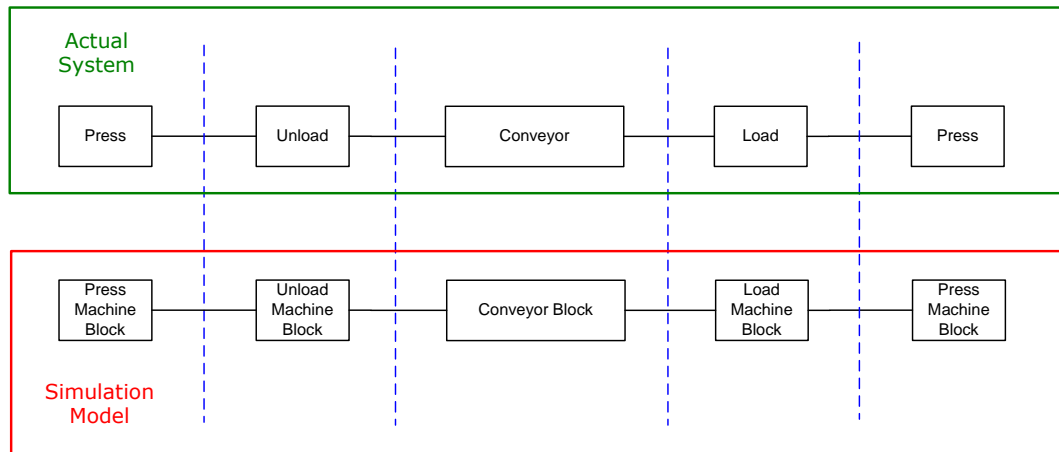 Actual
System
Press
Unload
Conveyor
Load
Press
Press
Machine
Block
Unload
Machine
Block
Conveyor Block
Load
Machine
Block
Press
Machine
Block
Simulation
Model